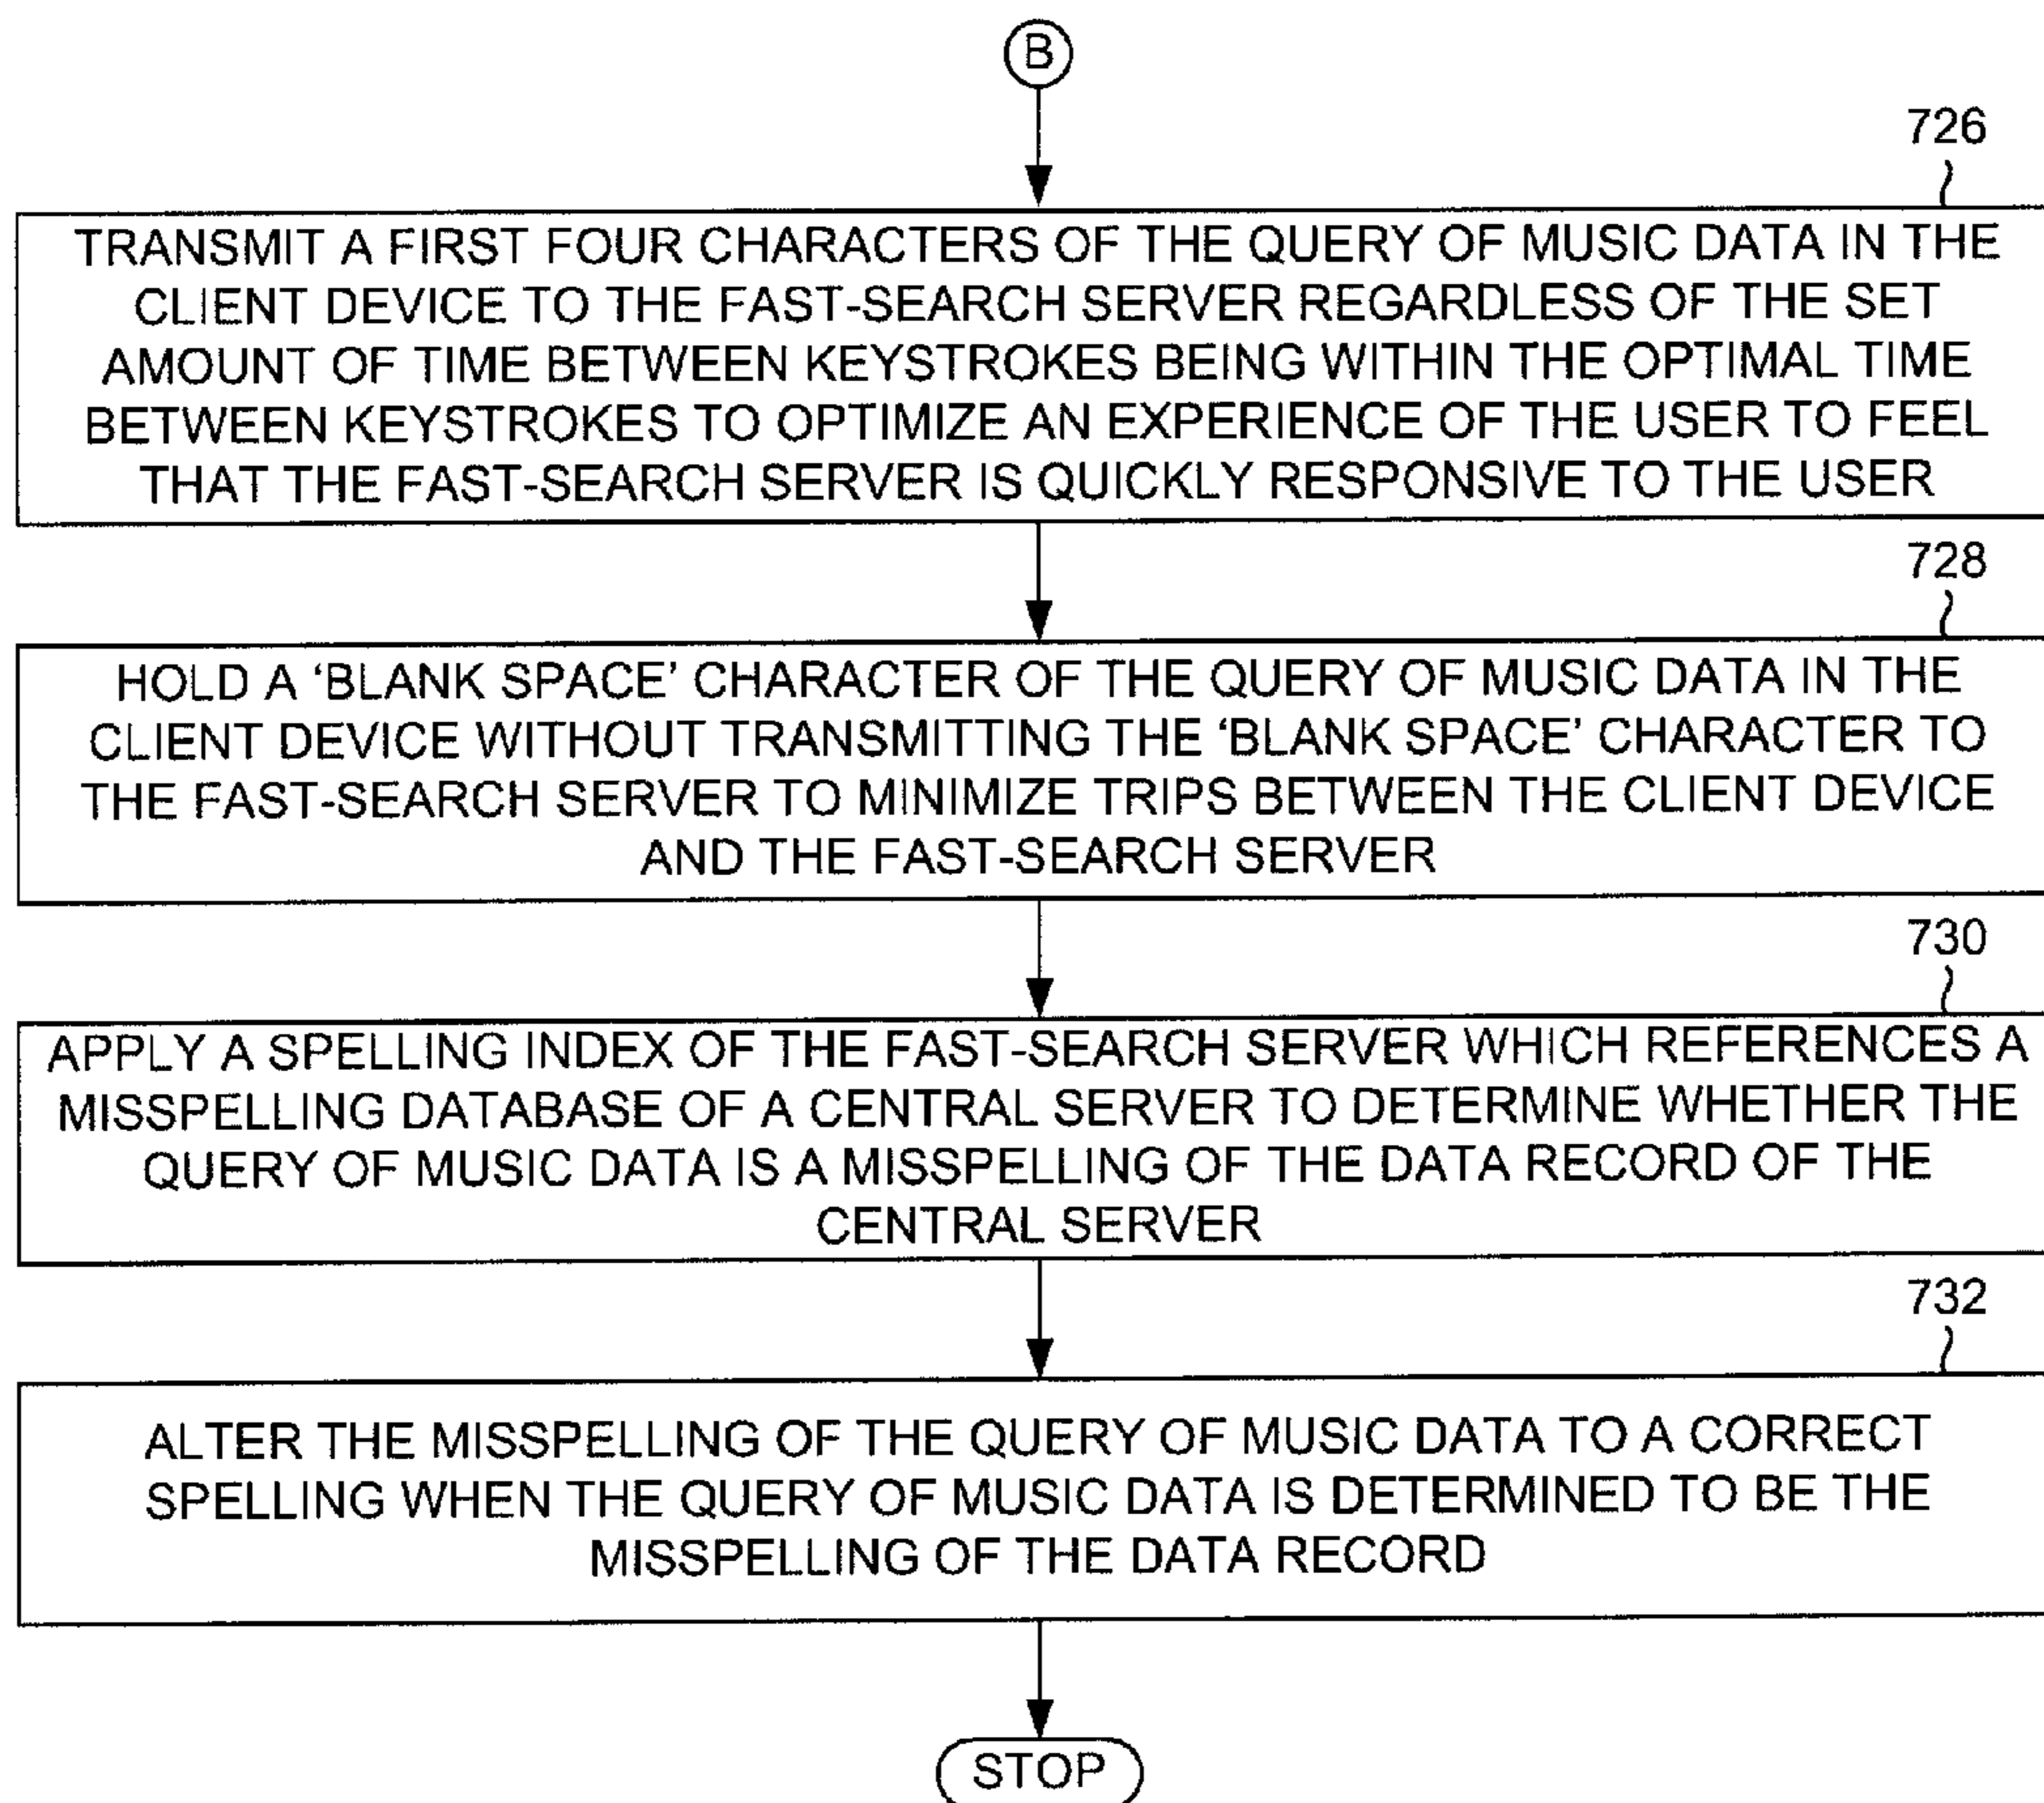 B
726
TRANSMIT A FIRST FOUR CHARACTERS OF THE QUERY OF MUSIC DATA IN THE
CLIENT DEVICE TO THE FAST-SEARCH SERVER REGARDLESS OF THE SET
AMOUNT OF TIME BETWEEN KEYSTROKES BEING WITHIN THE OPTIMAL TIME
BETWEEN KEYSTROKES TO OPTIMIZE AN EXPERIENCE OF THE USER TO FEEL
THAT THE FAST-SEARCH SERVER IS QUICKLY RESPONSIVE TO THE USER
728
HOLD A ‘BLANK SPACE’ CHARACTER OF THE QUERY OF MUSIC DATA IN THE
CLIENT DEVICE WITHOUT TRANSMITTING THE ‘BLANK SPACE’ CHARACTER TO
THE FAST-SEARCH SERVER TO MINIMIZE TRIPS BETWEEN THE CLIENT DEVICE
AND THE FAST-SEARCH SERVER
730
APPLY A SPELLING INDEX OF THE FAST-SEARCH SERVER WHICH REFERENCES A
MISSPELLING DATABASE OF A CENTRAL SERVER TO DETERMINE WHETHER THE
QUERY OF MUSIC DATA IS A MISSPELLING OF THE DATA RECORD OF THE
CENTRAL SERVER
732
ALTER THE MISSPELLING OF THE QUERY OF MUSIC DATA TO A CORRECT
SPELLING WHEN THE QUERY OF MUSIC DATA IS DETERMINED TO BE THE
MISSPELLING OF THE DATA RECORD
STOP